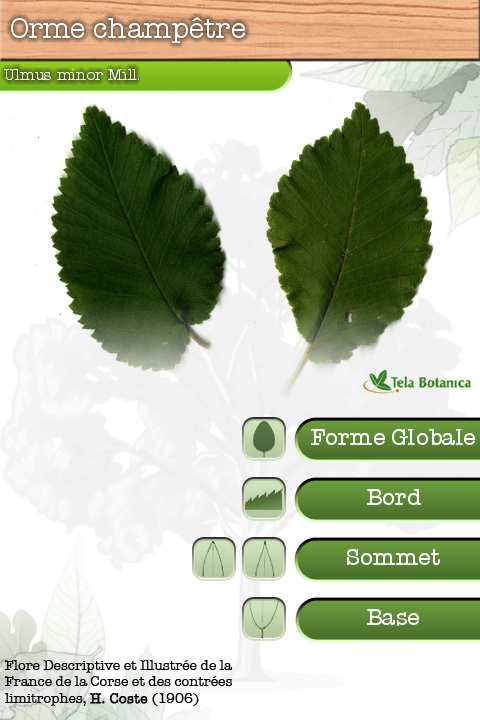 Orme champêtre
Ulmus minor Mill.
Tela Botanica
Forme Globale
Bord
Sommet
Base
Flore Descriptive et Illustrée de la
France de la Corse et des contrées
limitrophes, H. Coste (1906)